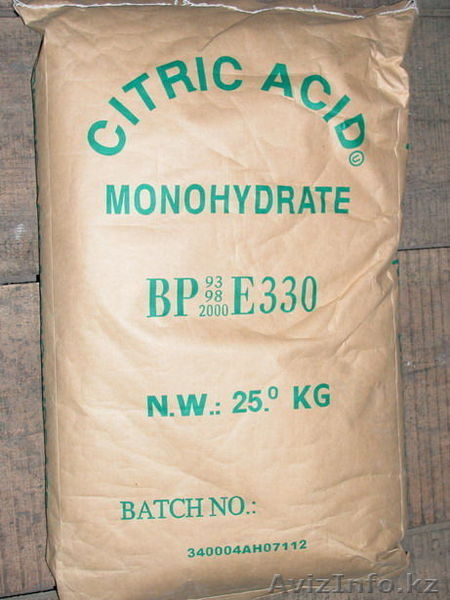 CITRIC ACID Ⓤ
MONOHYDRATE
BP 93 98 2000 E330
N.W.: 25.⁰ KG
BATCH NO.:
340004AH07112
AvizInfo.kz